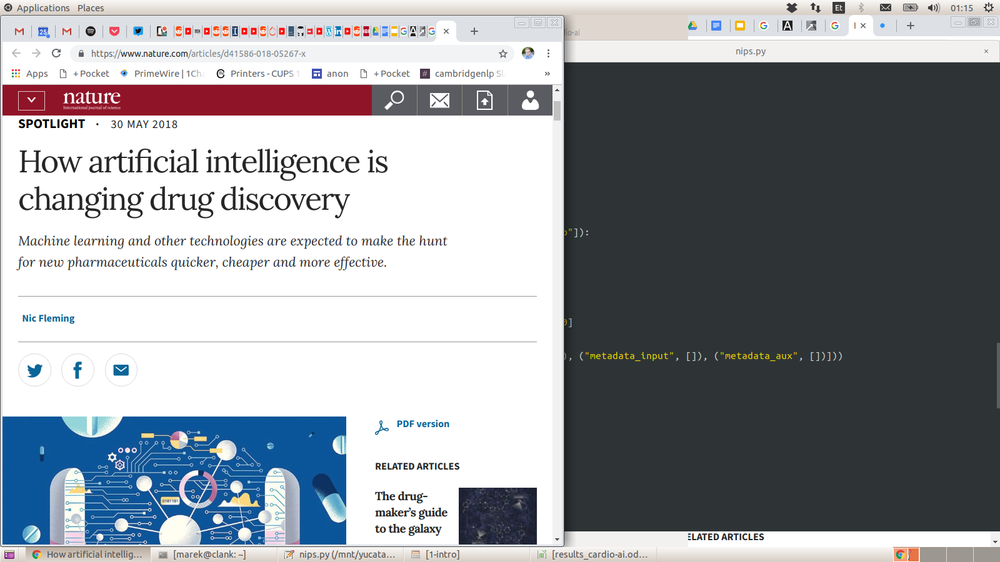 Applications Places
Et
01:15
25
https://www.nature.com/articles/d41586-018-05267-x
Apps
+ Pocket
PrimeWire | 1Ch
Printers - CUPS 1
anon
+ Pocket
cambridgenlp Sl
»
nature
International journal of science
SPOTLIGHT · 30 MAY 2018
How artificial intelligence is
changing drug discovery
Machine learning and other technologies are expected to make the hunt
for new pharmaceuticals quicker, cheaper and more effective.
Nic Fleming
PDF version
RELATED ARTICLES
The drug-
maker's guide
to the galaxy
0101101
nips.py
"]):
0]
), ("metadata_input", []), ("metadata_aux", [])]))
ELATED ARTICLES
How artificial intellig...
[marek@clank: ~]
nips.py (/mnt/yucata...
[1-intro]
[results_cardio-ai.od...